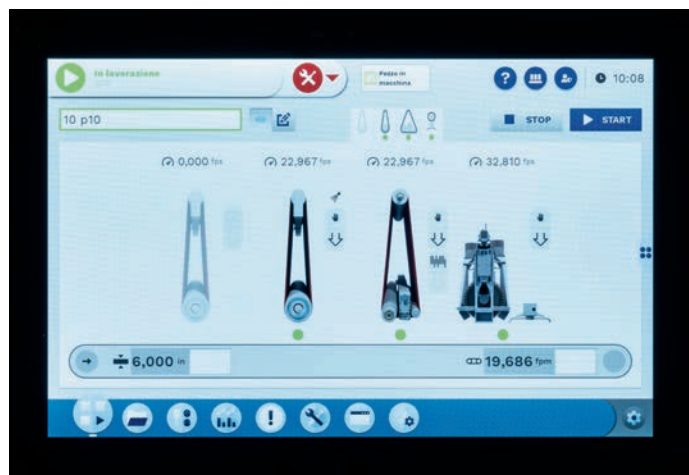 In lavorazione
Pezzo in
macchina
?
10:08
10 p10
STOP
START
0,000 fps
22,967 fps
22,967 fps
32,810 fps
6,000 in
19,686 fpm
!